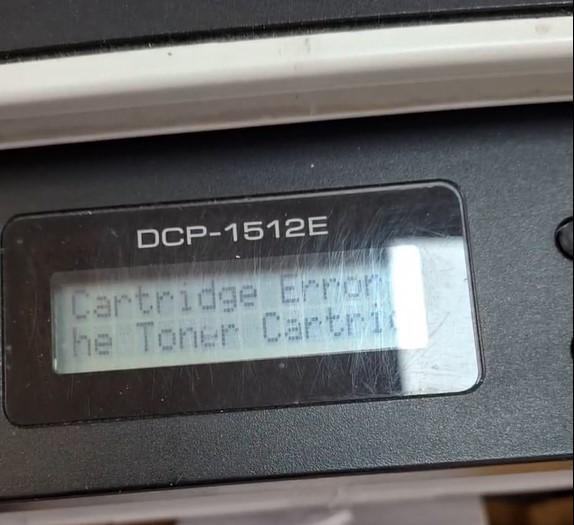 DCP-1512E
Cartridge Error
he Toner Cartri